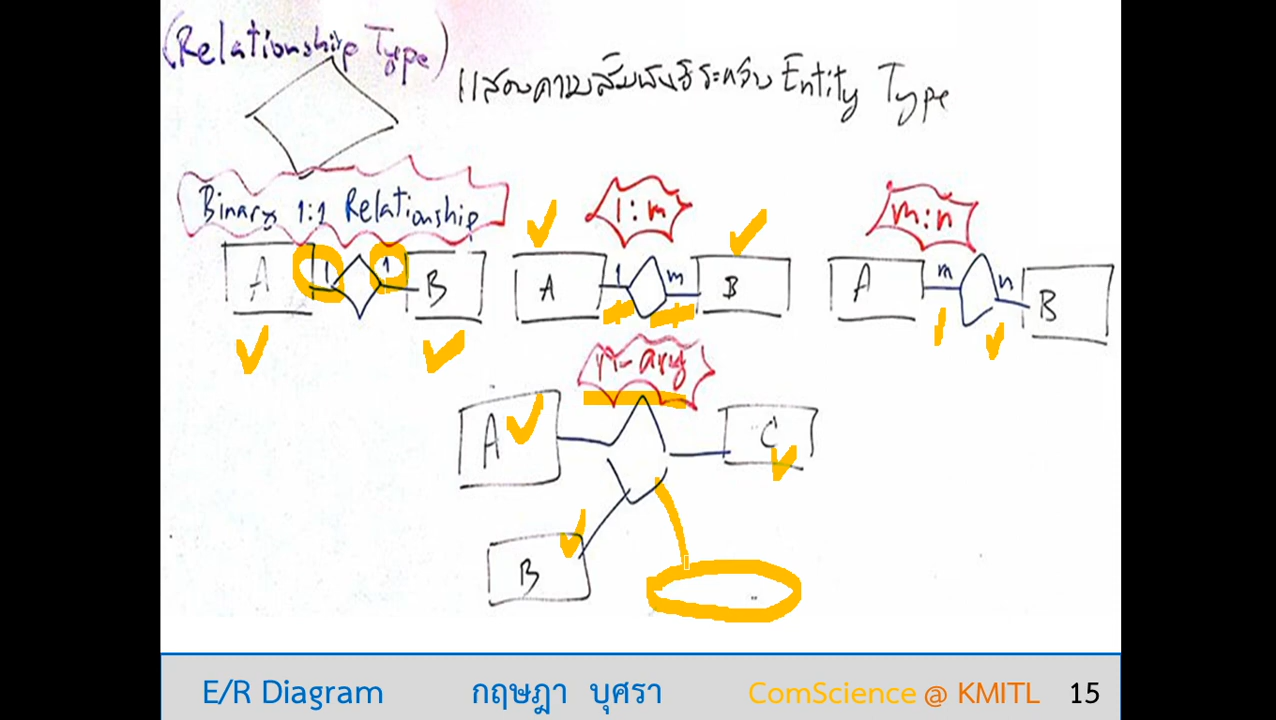 (Relationship Type)
แสดงความสัมพันธ์ระหว่าง Entity Type
Binary 1:1 Relationship
1:m
m:n
A 1 1 B
A 1 m B
A m n B
n-ary
A
C
B
E/R Diagram กฤษฎา บุศรา ComScience @ KMITL 15